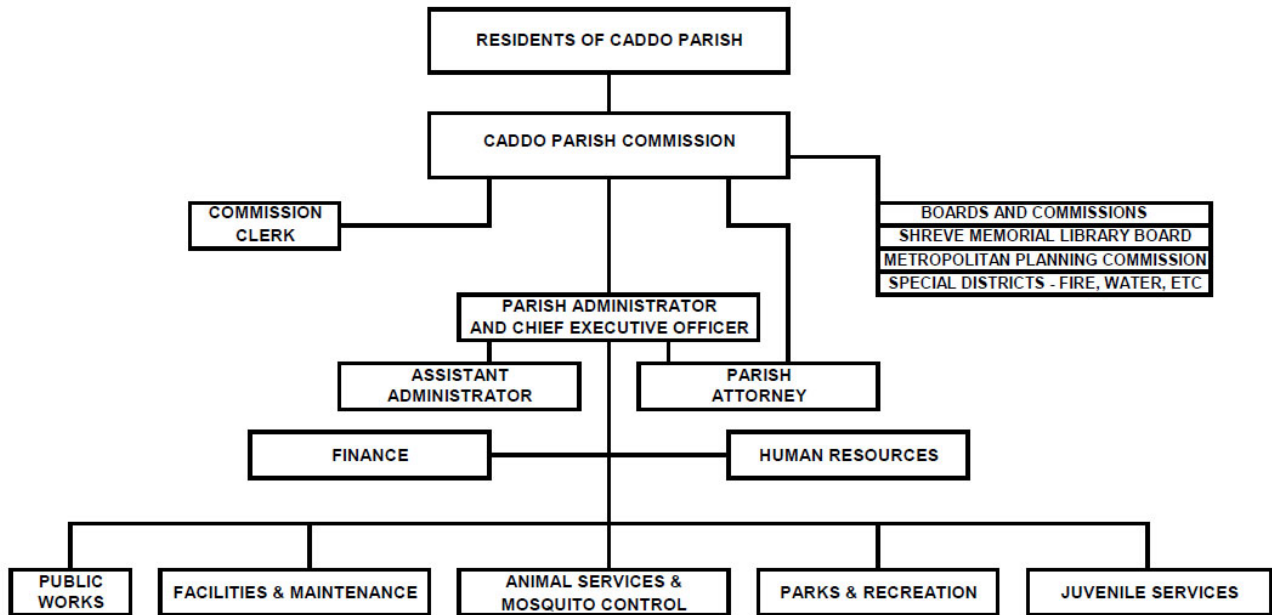 RESIDENTS OF CADDO PARISH
CADDO PARISH COMMISSION
COMMISSION
CLERK
BOARDS AND COMMISSIONS
SHREVE MEMORIAL LIBRARY BOARD
METROPOLITAN PLANNING COMMISSION
SPECIAL DISTRICTS - FIRE, WATER, ETC
PARISH ADMINISTRATOR
AND CHIEF EXECUTIVE OFFICER
ASSISTANT
ADMINISTRATOR
PARISH
ATTORNEY
FINANCE
HUMAN RESOURCES
PUBLIC
WORKS
FACILITIES & MAINTENANCE
ANIMAL SERVICES &
MOSQUITO CONTROL
PARKS & RECREATION
JUVENILE SERVICES